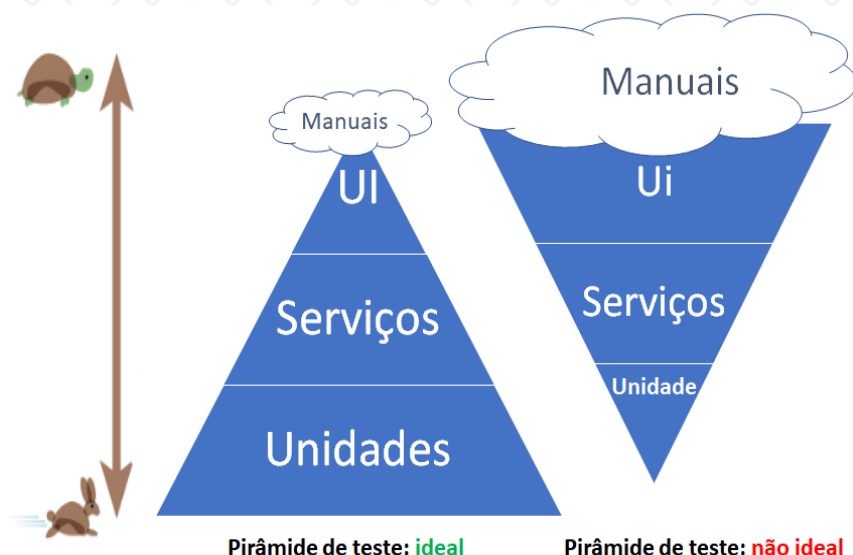 Manuais
UI
Serviços
Unidades
Pirâmide de teste: ideal
Manuais
Ui
Serviços
Unidade
Pirâmide de teste: não ideal